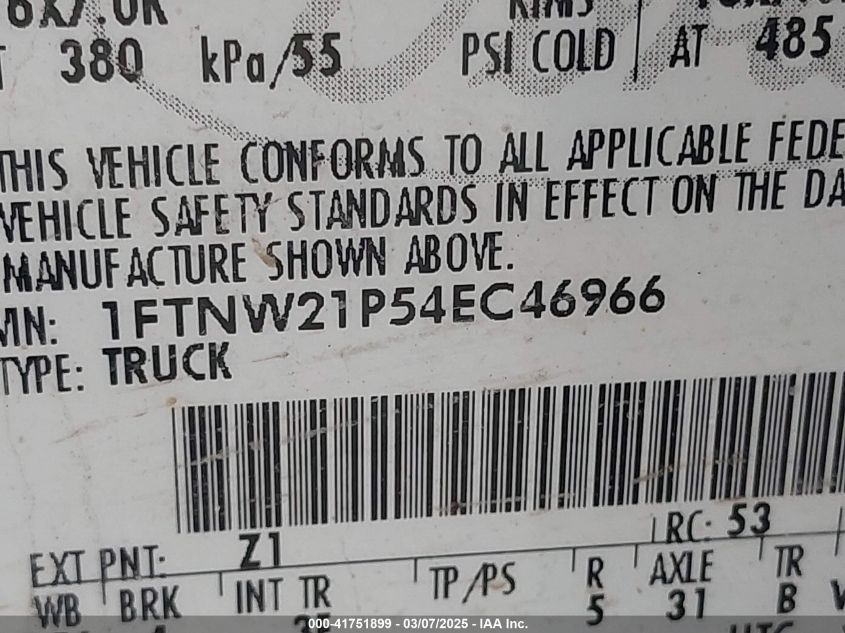 380 kPa/55 PSI COLD AT 485
THIS VEHICLE CONFORMS TO ALL APPLICABLE FEDE
VEHICLE SAFETY STANDARDS IN EFFECT ON THE DA
MANUFACTURE SHOWN ABOVE.
VIN: 1FTNW21P54EC46966
TYPE: TRUCK
RC: 53
EXT PNT: Z1
WB BRK INT TR TP/PS R AXLE TR
5 31 B
000-41751899 - 03/07/2025 - IAA Inc.